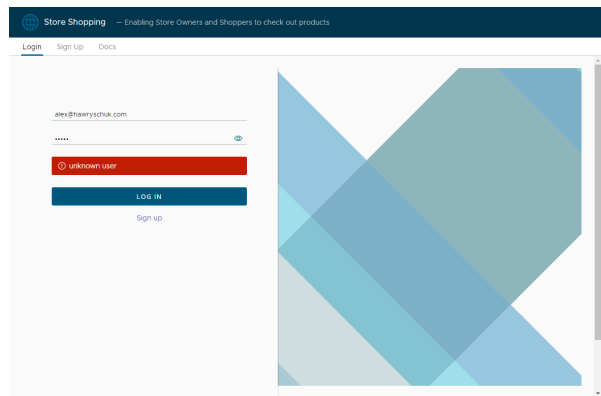 Store Shopping — Enabling Store Owners and Shoppers to check out products
Login Sign Up Docs
alex@hawryschuk.com
•••••
unknown user
LOG IN
Sign up